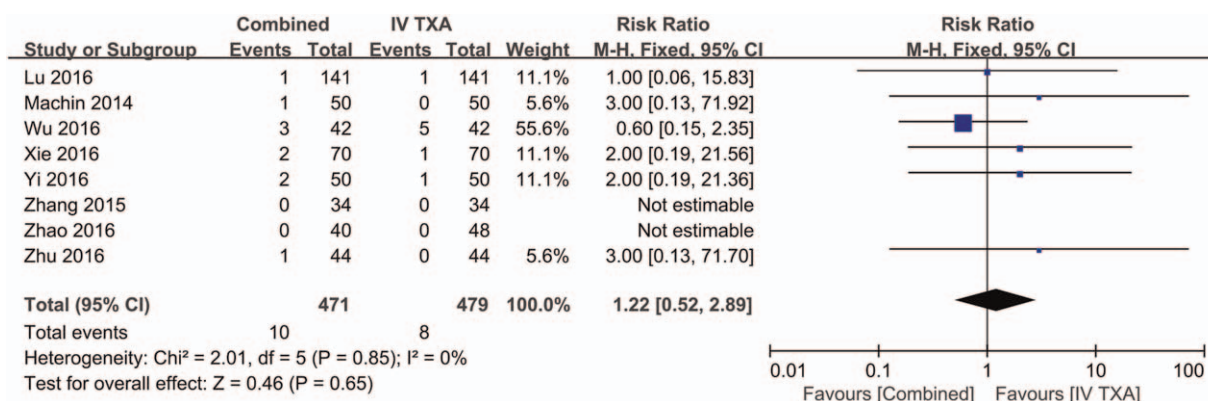 Combined IV TXA Risk Ratio Risk Ratio
Study or Subgroup Events Total Events Total Weight M-H, Fixed, 95% CI M-H, Fixed, 95% CI
Lu 2016 1 141 1 141 11.1% 1.00 [0.06, 15.83]
Machin 2014 1 50 0 50 5.6% 3.00 [0.13, 71.92]
Wu 2016 3 42 5 42 55.6% 0.60 [0.15, 2.35]
Xie 2016 2 70 1 70 11.1% 2.00 [0.19, 21.56]
Yi 2016 2 50 1 50 11.1% 2.00 [0.19, 21.36]
Zhang 2015 0 34 0 34 Not estimable
Zhao 2016 0 40 0 48 Not estimable
Zhu 2016 1 44 0 44 5.6% 3.00 [0.13, 71.70]
Total (95% CI) 471 479 100.0% 1.22 [0.52, 2.89]
Total events 10 8
Heterogeneity: Chi² = 2.01, df = 5 (P = 0.85); I² = 0%
Test for overall effect: Z = 0.46 (P = 0.65)
0.01 0.1 1 10 100
Favours [Combined] Favours [IV TXA]